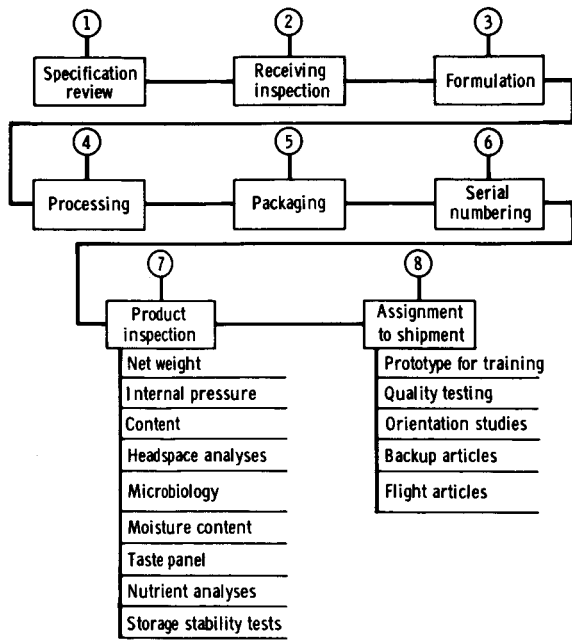 1
2
3
Specification
review
Receiving
inspection
Formulation
4
5
6
Processing
Packaging
Serial
numbering
7
8
Product
inspection
Assignment
to shipment
Net weight
Internal pressure
Content
Headspace analyses
Microbiology
Moisture content
Taste panel
Nutrient analyses
Storage stability tests
Prototype for training
Quality testing
Orientation studies
Backup articles
Flight articles